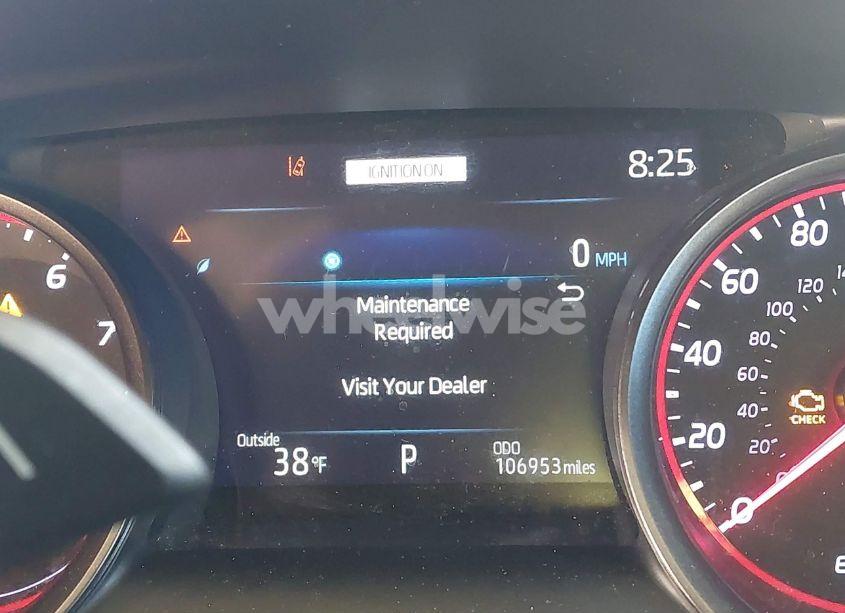 IGNITION ON
8:25
0 MPH
6
7
wheelwise
Maintenance
Required
Visit Your Dealer
Outside
38°F
P
ODO
106953 miles
80
60
40
20
0
120
100
80
60
40
20
CHECK
E